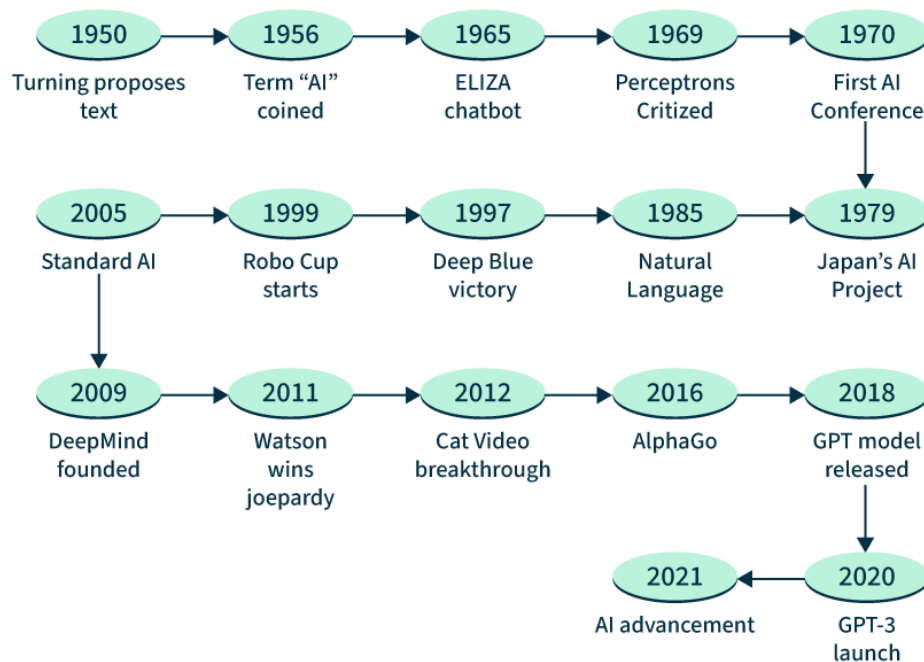 1950
Turning proposes
text
1956
Term “AI”
coined
1965
ELIZA
chatbot
1969
Perceptrons
Critized
1970
First AI
Conference
2005
Standard AI
1999
Robo Cup
starts
1997
Deep Blue
victory
1985
Natural
Language
1979
Japan’s AI
Project
2009
DeepMind
founded
2011
Watson
wins
joepardy
2012
Cat Video
breakthrough
2016
AlphaGo
2018
GPT model
released
2021
AI advancement
2020
GPT-3
launch